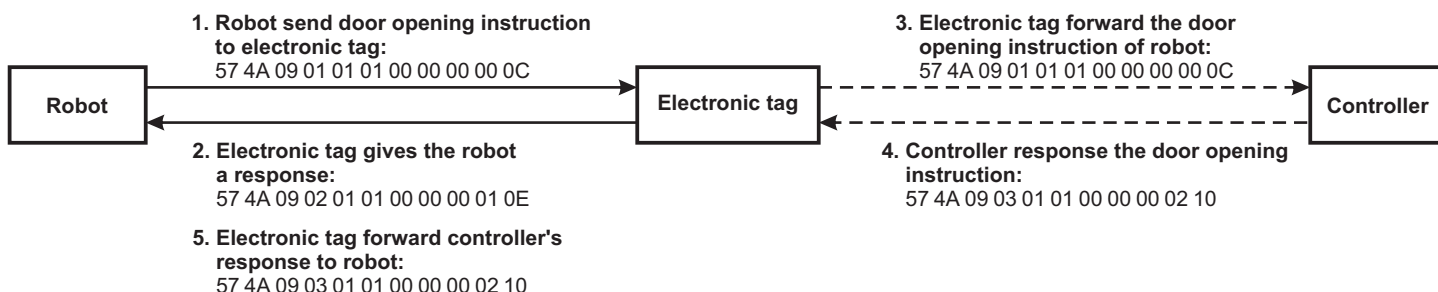 1. Robot send door opening instruction
to electronic tag:
57 4A 09 01 01 01 00 00 00 00 0C
3. Electronic tag forward the door
opening instruction of robot:
57 4A 09 01 01 01 00 00 00 00 0C
Robot
Electronic tag
Controller
2. Electronic tag gives the robot
a response:
57 4A 09 02 01 01 00 00 00 01 0E
4. Controller response the door opening
instruction:
57 4A 09 03 01 01 00 00 00 02 10
5. Electronic tag forward controller's
response to robot:
57 4A 09 03 01 01 00 00 00 02 10